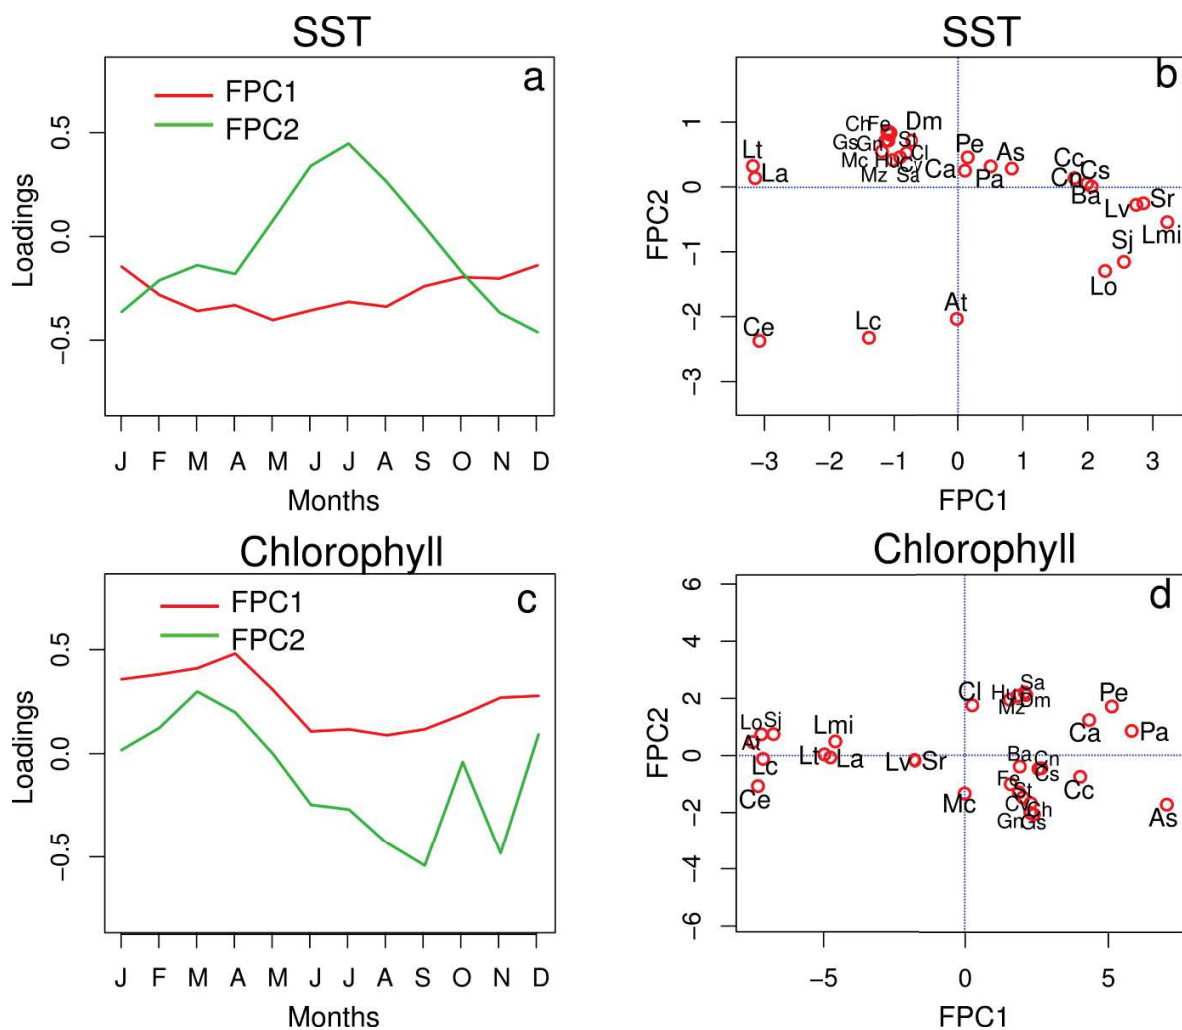 SST
a
FPC1
FPC2
Loadings
0.5
0.0
−0.5
J F M A M J J A S O N D
Months
SST
b
FPC2
1
0
−1
−2
−3
Ch Fe Dm
Gs Gn St Cl
Mc Hu Cy
Mz Sa
Lt
La
Ca Pe Pa As
Cc
Cn Cs
Ba
Lv Sr
Lmi
Sj
Lo
At
Lc
Ce
−3 −2 −1 0 1 2 3
FPC1
Chlorophyll
c
FPC1
FPC2
Loadings
0.5
0.0
−0.5
J F M A M J J A S O N D
Months
Chlorophyll
d
FPC2
6
4
2
0
−2
−4
−6
Sa
Cl Hu Dm Pe
Mz
Lo Sj Lmi Ca Pa
At
Lc Lt La Lv Sr Ba Cn
Cs
Ce Mc Fe St Cc
Cy Ch As
Gn Gs
−5 0 5
FPC1